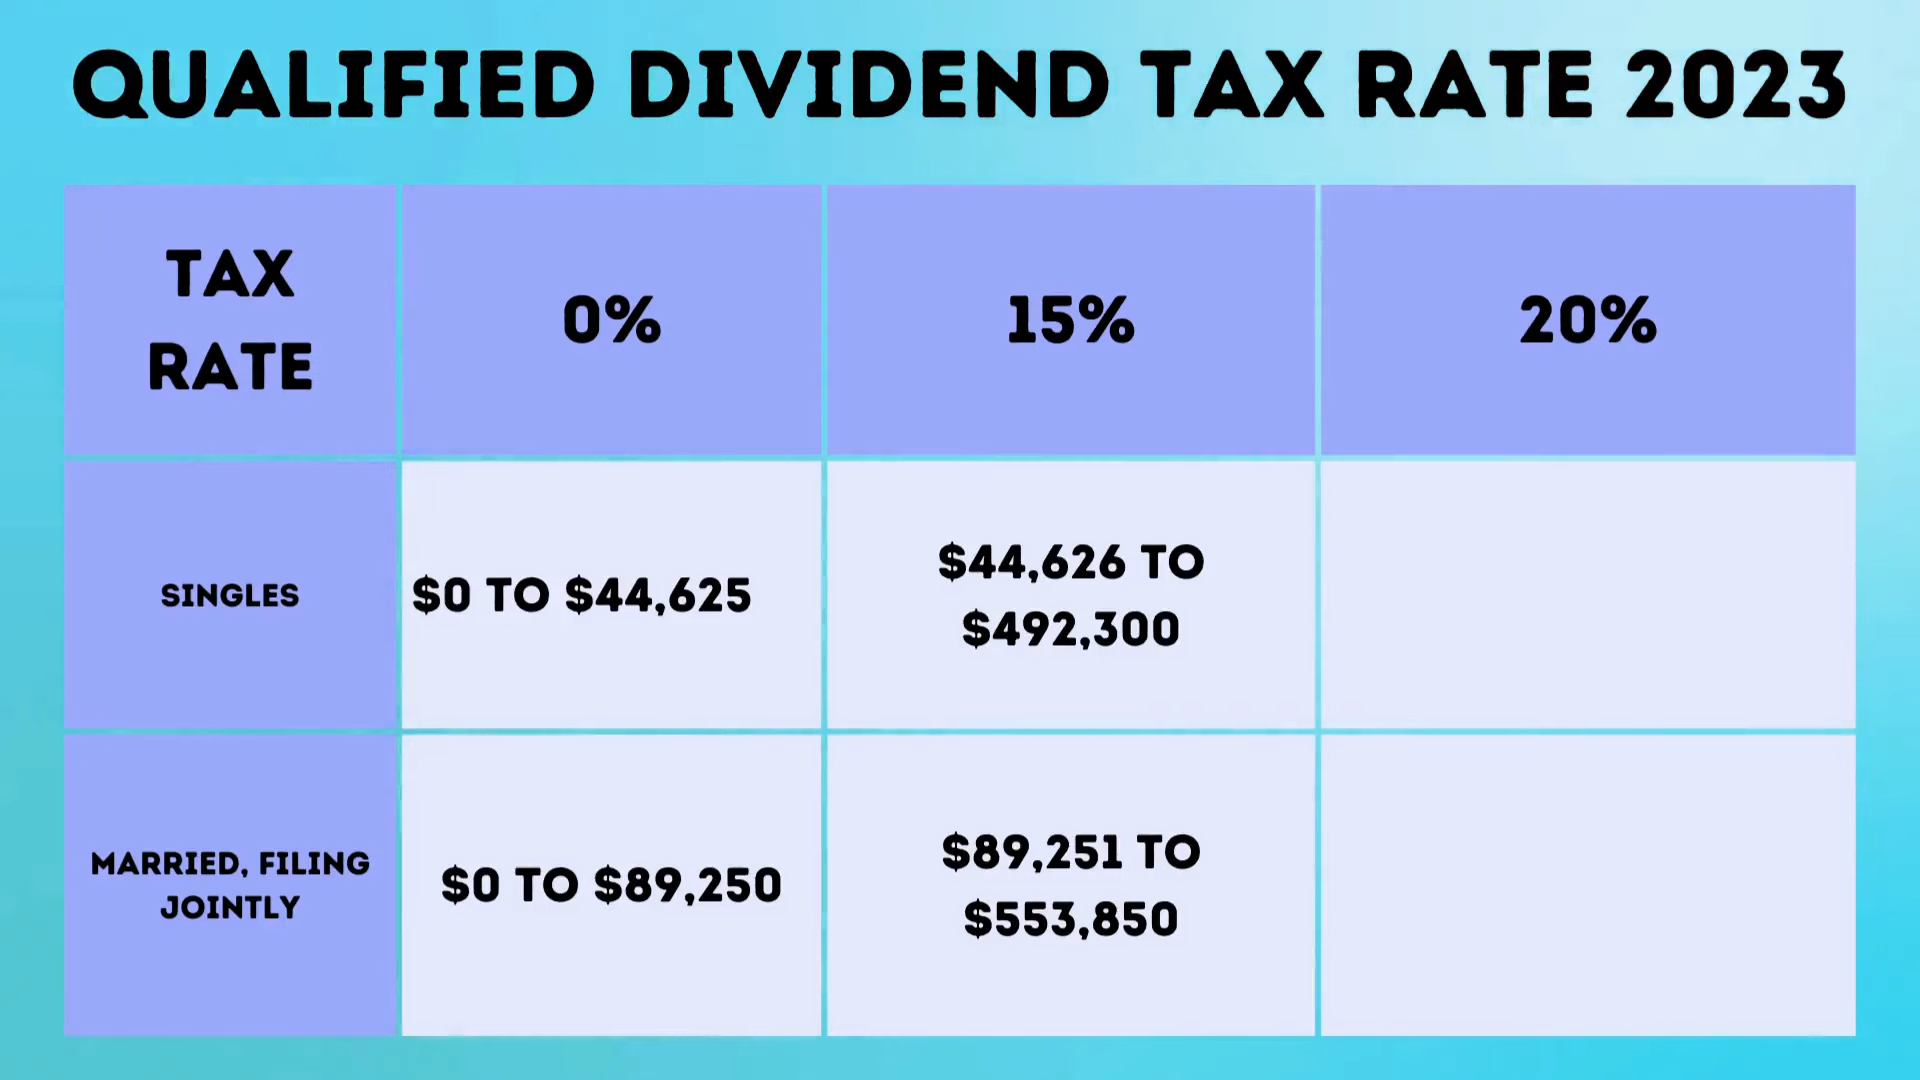 QUALIFIED DIVIDEND TAX RATE 2023
TAX
RATE
0%
15%
20%
SINGLES
$0 TO $44,625
$44,626 TO
$492,300
MARRIED, FILING
JOINTLY
$0 TO $89,250
$89,251 TO
$553,850